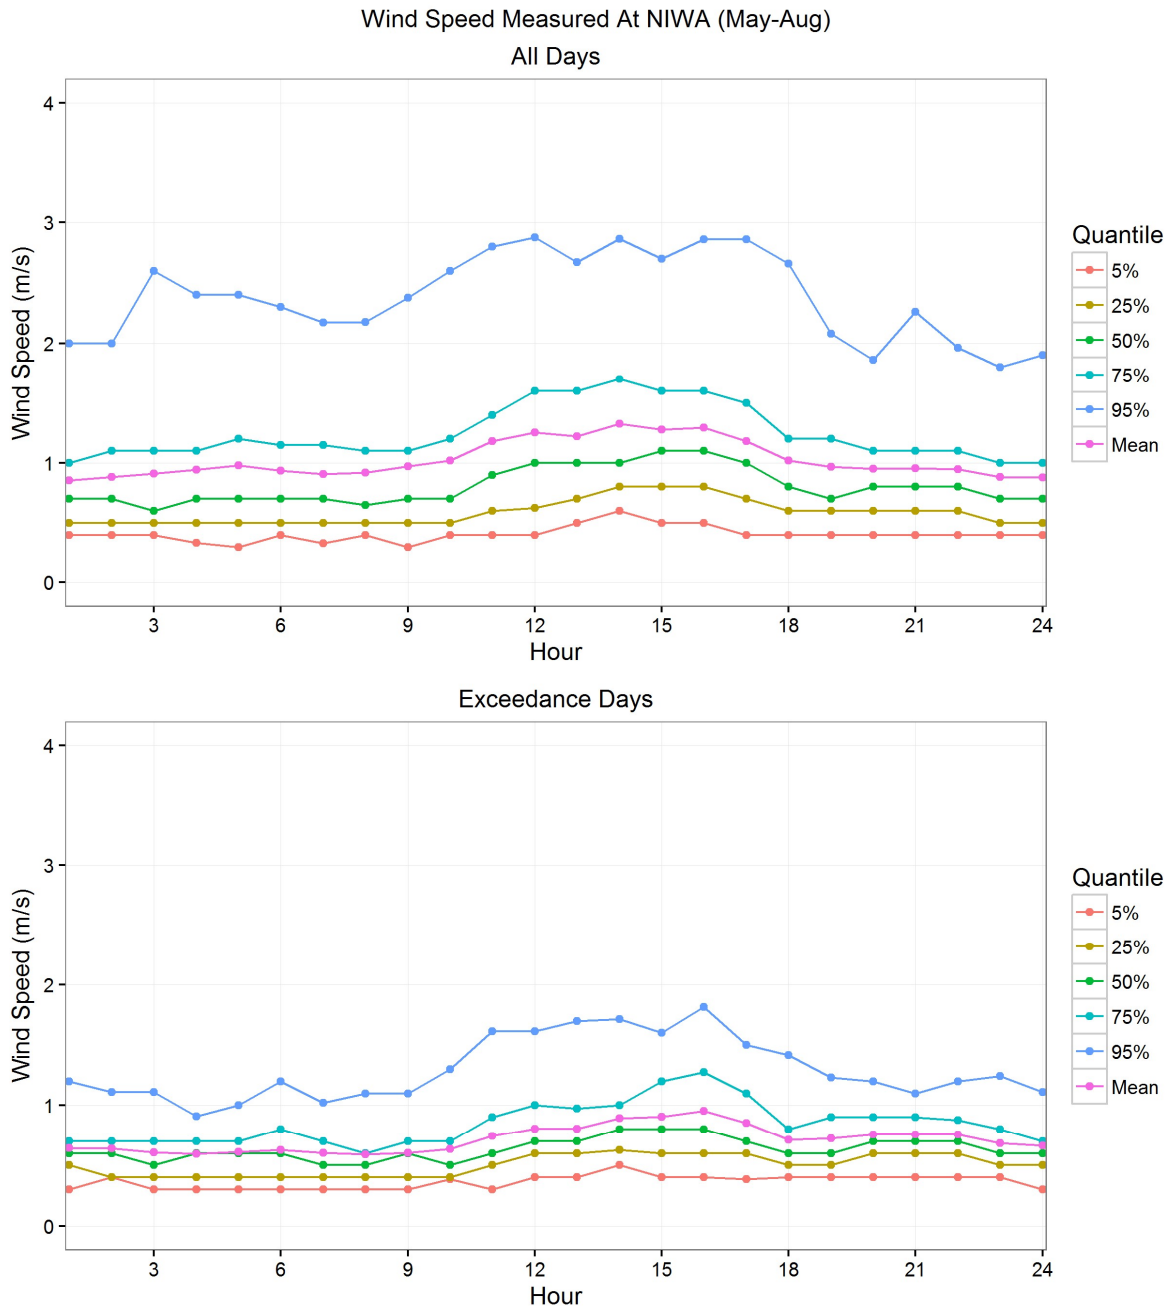 Wind Speed Measured At NIWA (May-Aug)
All Days
4
3
2
1
0
Wind Speed (m/s)
3 6 9 12 15 18 21 24
Hour
Quantile
5%
25%
50%
75%
95%
Mean
Exceedance Days
4
3
2
1
0
Wind Speed (m/s)
3 6 9 12 15 18 21 24
Hour
Quantile
5%
25%
50%
75%
95%
Mean